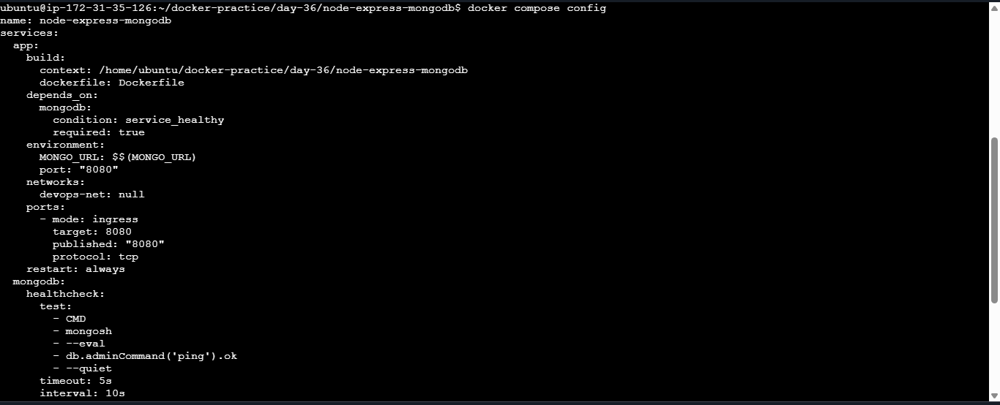 ubuntu@ip-172-31-35-126:~/docker-practice/day-36/node-express-mongodb$ docker compose config
name: node-express-mongodb
services:
  app:
    build:
      context: /home/ubuntu/docker-practice/day-36/node-express-mongodb
      dockerfile: Dockerfile
    depends_on:
      mongodb:
        condition: service_healthy
        required: true
    environment:
      MONGO_URL: $$(MONGO_URL)
      port: "8080"
    networks:
      devops-net: null
    ports:
      - mode: ingress
        target: 8080
        published: "8080"
        protocol: tcp
    restart: always
  mongodb:
    healthcheck:
      test:
        - CMD
        - mongosh
        - --eval
        - db.adminCommand('ping').ok
        - --quiet
      timeout: 5s
      interval: 10s